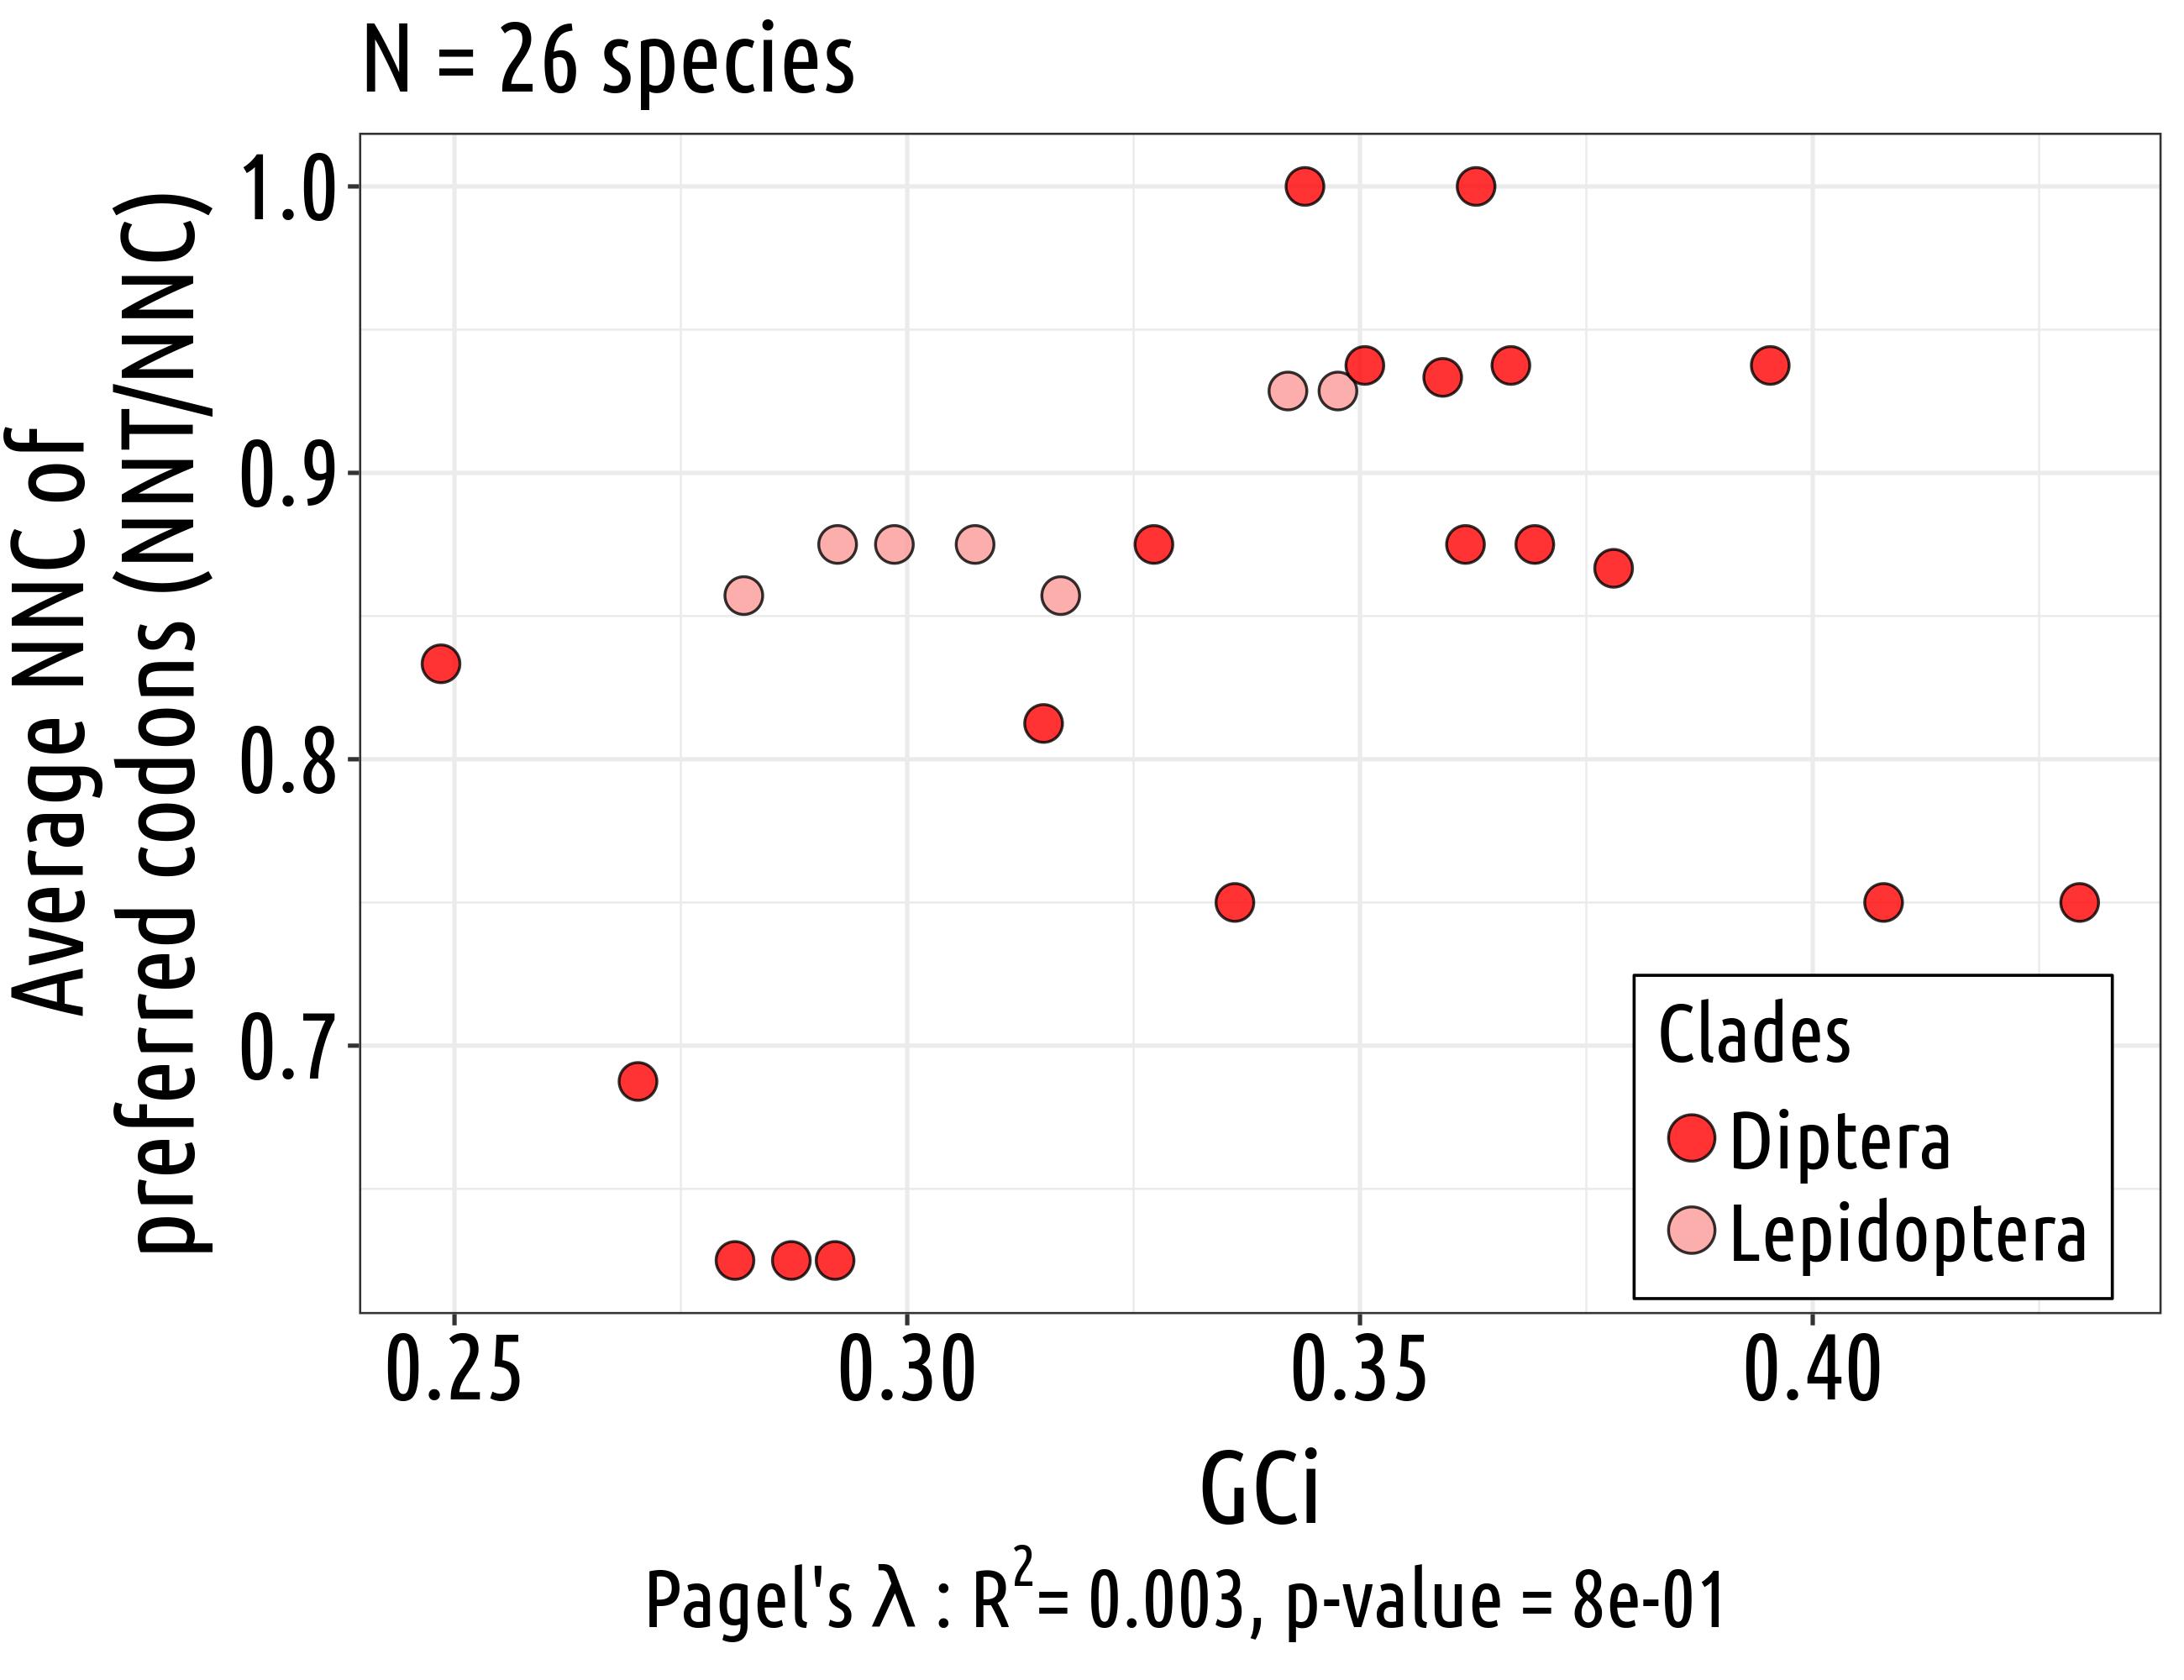 N = 26 species
Average NNC of
preferred codons (NNT/NNC)
1.0
0.9
0.8
0.7
0.25 0.30 0.35 0.40
GCi
Clades
Diptera
Lepidoptera
Pagel's λ : R²= 0.003, p-value = 8e-01